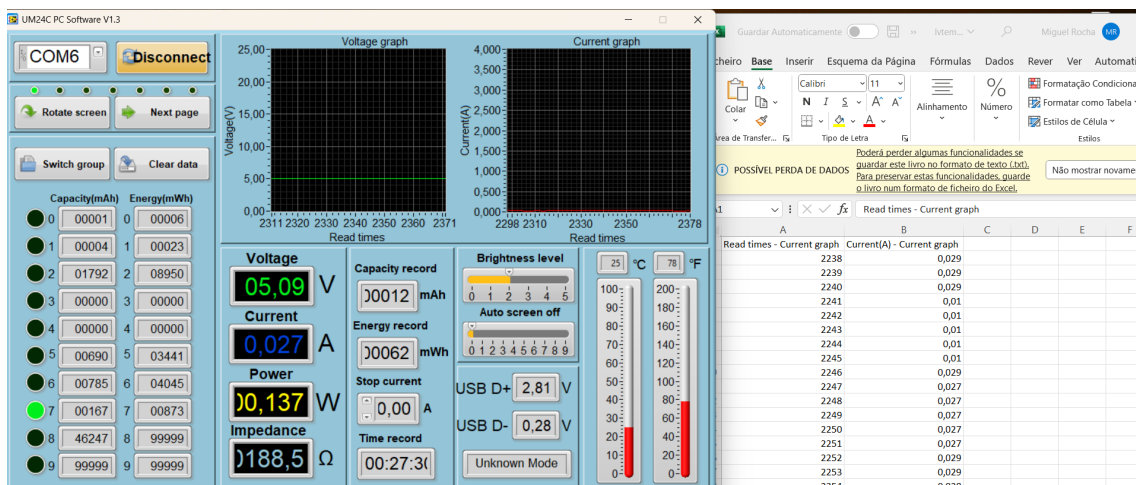 UM24C PC Software V1.3
COM6
Disconnect
Rotate screen
Next page
Switch group
Clear data
Capacity(mAh) Energy(mWh)
0 00001 0 00006
1 00004 1 00023
2 01792 2 08950
3 00000 3 00000
4 00000 4 00000
5 00690 5 03441
6 00785 6 04045
7 00167 7 00873
8 46247 8 99999
9 99999 9 99999
Voltage graph
Voltage(V)
25,00
20,00
15,00
10,00
5,00
0,00
2311 2320 2330 2340 2350 2360 2371
Read times
Current graph
Current(A)
4,000
3,500
3,000
2,500
2,000
1,500
1,000
0,500
0,000
2298 2310 2330 2350 2378
Read times
Voltage
05,09 V
Current
0,027 A
Power
00,137 W
Impedance
0188,5 Ω
Capacity record
00012 mAh
Energy record
00062 mWh
Stop current
0,00 A
Time record
00:27:30
Brightness level
0 1 2 3 4 5
Auto screen off
0 1 2 3 4 5 6 7 8 9
USB D+ 2,81 V
USB D- 0,28 V
Unknown Mode
25 °C 78 °F
100
90
80
70
60
50
40
30
20
10
0
200
180
160
140
120
100
80
60
40
20
0
Guardar Automaticamente
ivtem...
Miguel Rocha MR
cheiro Base Inserir Esquema da Página Fórmulas Dados Rever Ver Automati
Colar
Calibri 11
N I S A A
A
Alinhamento
Número
Formatação Condiciona
Formatar como Tabela
Estilos de Célula
Área de Transfer...
Tipo de Letra
Estilos
POSSÍVEL PERDA DE DADOS
Poderá perder algumas funcionalidades se
guardar este livro no formato de texto (.txt).
Para preservar estas funcionalidades, guarde
o livro num formato de ficheiro do Excel.
Não mostrar novame
A1
fx Read times - Current graph
A B C D E F
Read times - Current graph Current(A) - Current graph
2238 0,029
2239 0,029
2240 0,029
2241 0,01
2242 0,01
2243 0,01
2244 0,01
2245 0,01
2246 0,029
2247 0,027
2248 0,027
2249 0,027
2250 0,027
2251 0,027
2252 0,029
2253 0,029